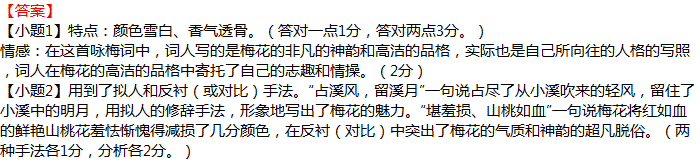 【答案】
【小题1】特点：颜色雪白、香气透骨。（答对一点1分，答对两点3分。）
情感：在这首咏梅词中，词人写的是梅花的非凡的神韵和高洁的品格，实际也是自己所向往的人格的写照
，词人在梅花的高洁的品格中寄托了自己的志趣和情操。（2分）
【小题2】用到了拟人和反衬（或对比）手法。“占溪风，留溪月”一句说占尽了从小溪吹来的轻风，留住了
小溪中的明月，用拟人的修辞手法，形象地写出了梅花的魅力。“堪羞损、山桃如血”一句说梅花将红如血
的鲜艳山桃花羞怯惭愧得减损了几分颜色，在反衬（对比）中突出了梅花的气质和神韵的超凡脱俗。（两
种手法各1分，分析各2分。）